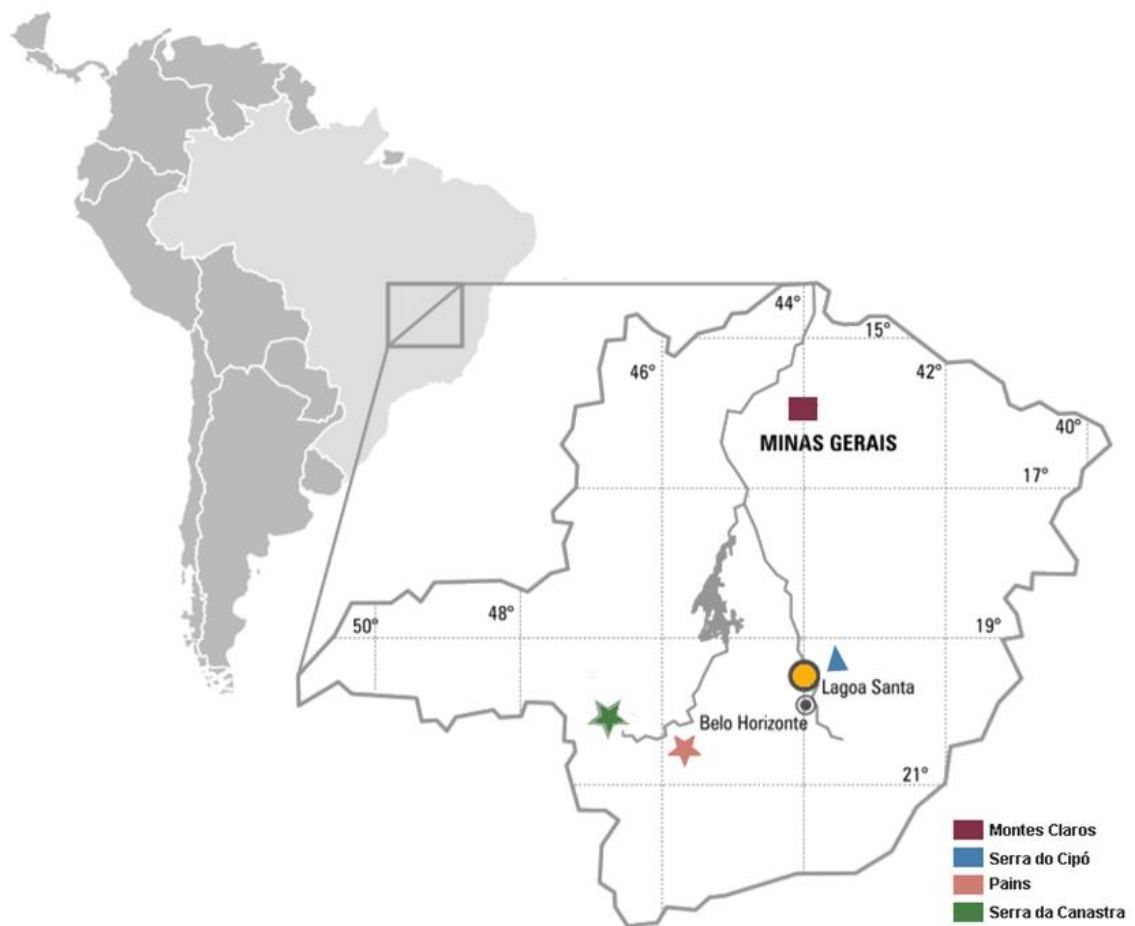 44°
15°
46°
42°
40°
MINAS GERAIS
17°
48°
50°
19°
Lagoa Santa
Belo Horizonte
21°
Montes Claros
Serra do Cipó
Pains
Serra da Canastra